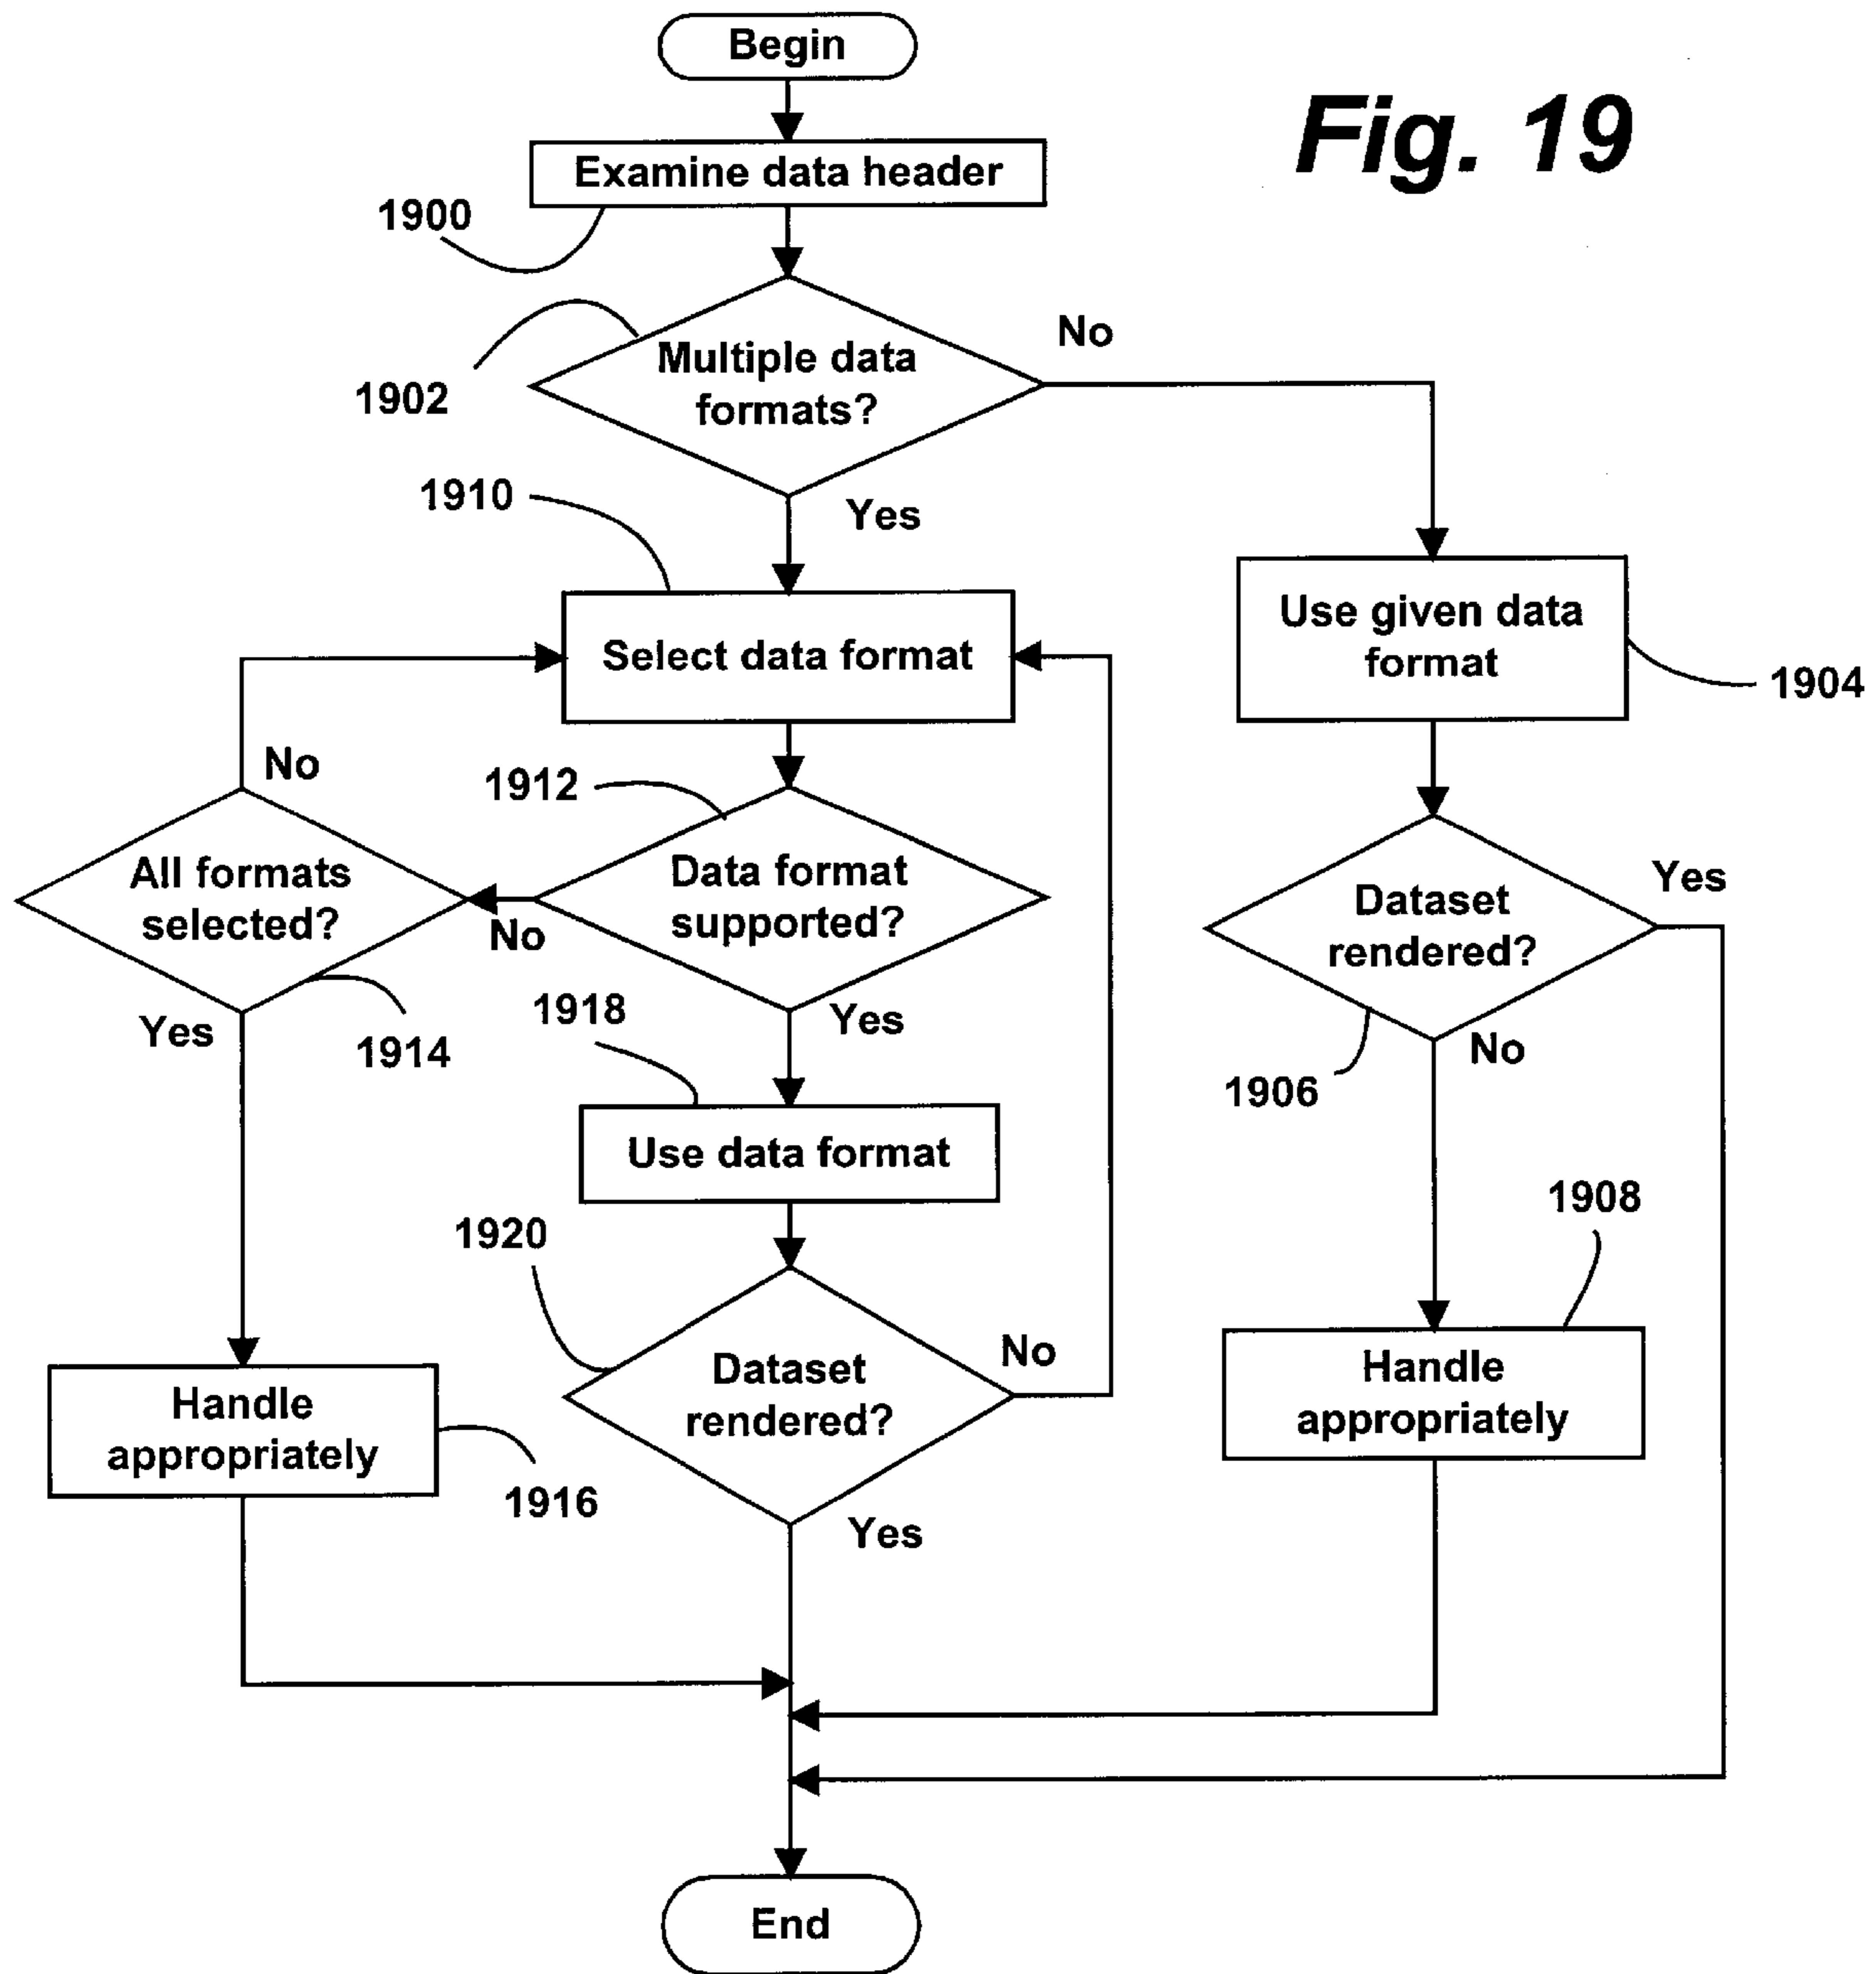 Begin
Fig. 19
Examine data header
1900
No
Multiple data
formats?
1902
1910
Yes
Use given data
format
Select data format
1904
No
1912
All formats
selected?
Data format
supported?
No
Yes
Dataset
rendered?
1918
Yes
Yes
1914
No
1906
Use data format
1908
1920
No
Dataset
rendered?
Handle
appropriately
Handle
appropriately
1916
Yes
End